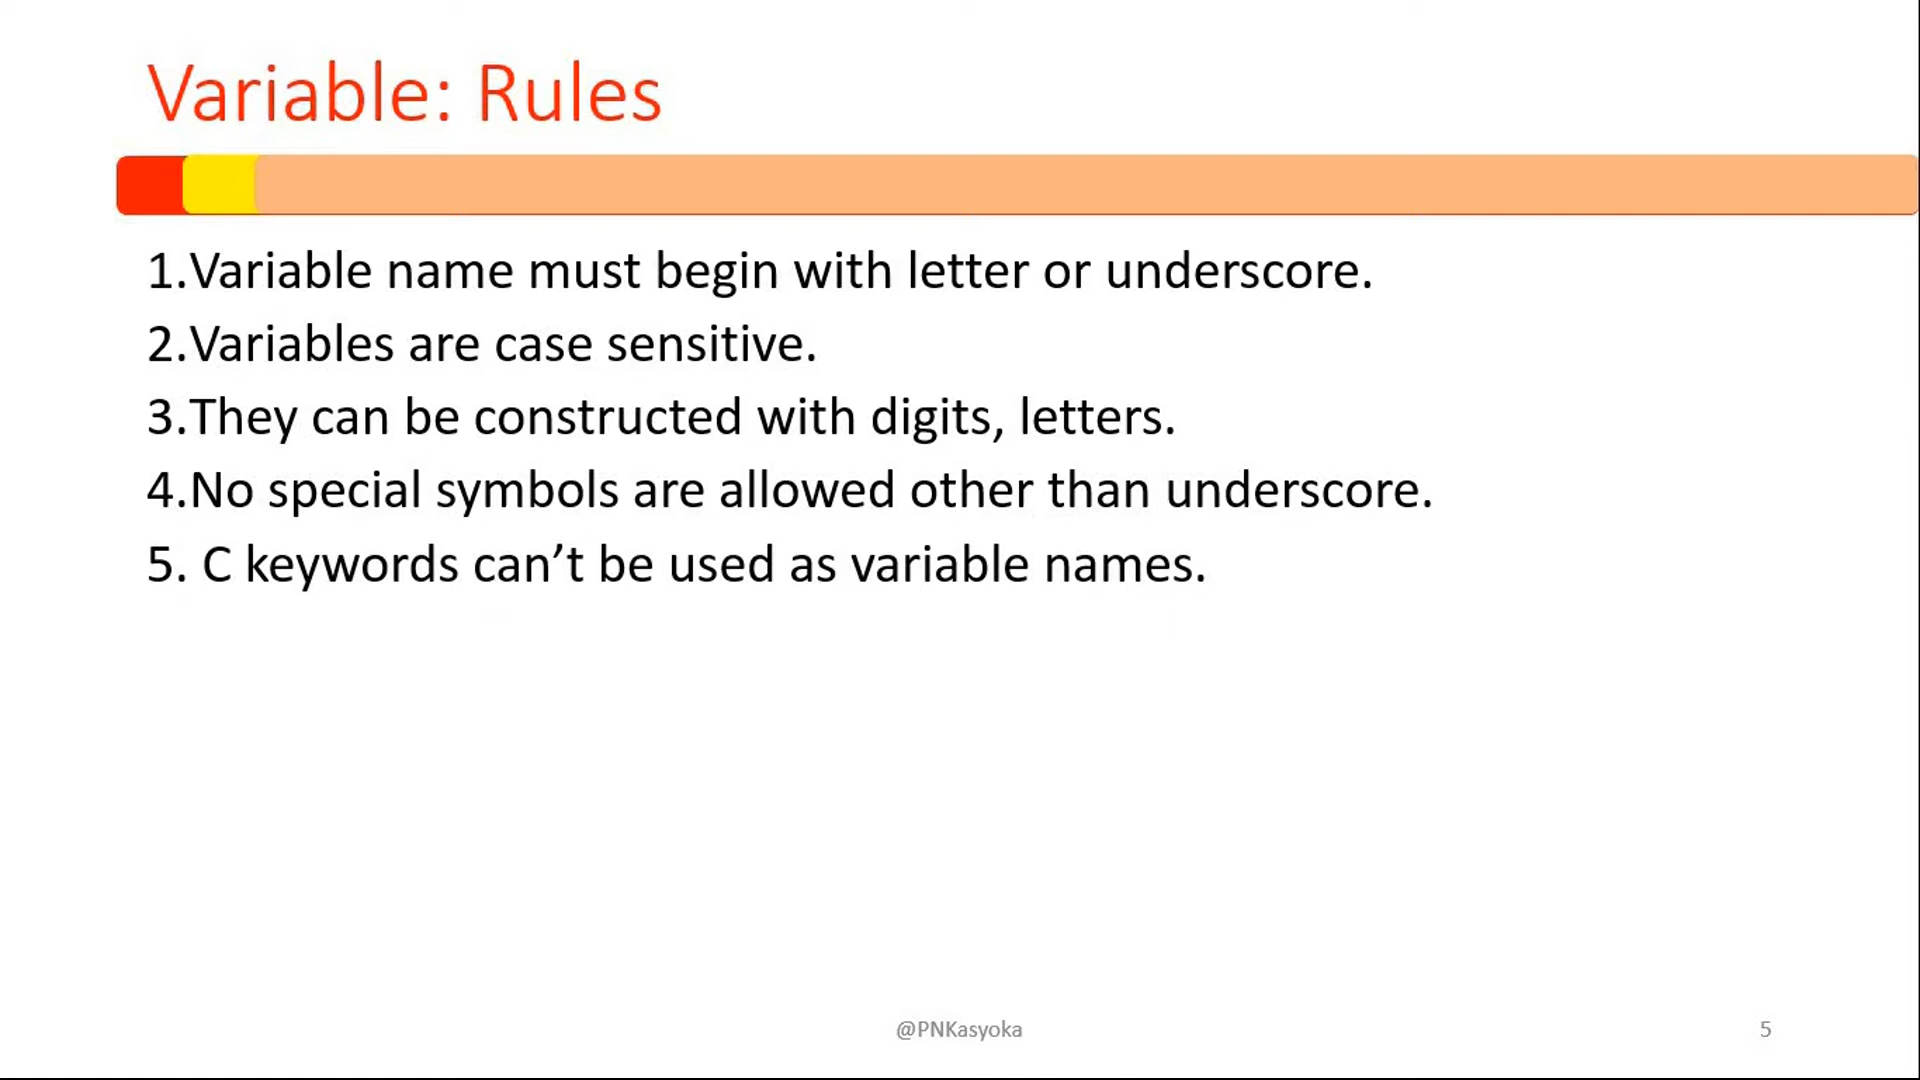 Variable: Rules
1.Variable name must begin with letter or underscore.
2.Variables are case sensitive.
3.They can be constructed with digits, letters.
4.No special symbols are allowed other than underscore.
5. C keywords can’t be used as variable names.
@PNKasyoka
5